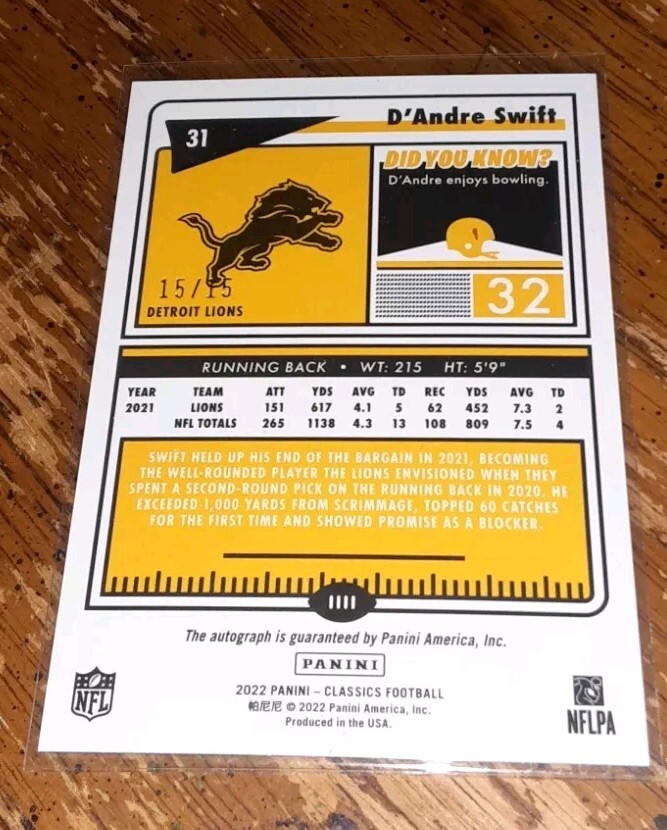 31
D'Andre Swift
DID YOU KNOW?
D'Andre enjoys bowling.
15/15
DETROIT LIONS
32
RUNNING BACK • WT: 215 HT: 5'9"
YEAR TEAM ATT YDS AVG TD REC YDS AVG TD
2021 LIONS 151 617 4.1 5 62 452 7.3 2
NFL TOTALS 265 1138 4.3 13 108 809 7.5 4
SWIFT HELD UP HIS END OF THE BARGAIN IN 2021, BECOMING
THE WELL-ROUNDED PLAYER THE LIONS ENVISIONED WHEN THEY
SPENT A SECOND-ROUND PICK ON THE RUNNING BACK IN 2020. HE
EXCEEDED 1,000 YARDS FROM SCRIMMAGE, TOPPED 60 CATCHES
FOR THE FIRST TIME AND SHOWED PROMISE AS A BLOCKER.
The autograph is guaranteed by Panini America, Inc.
PANINI
2022 PANINI – CLASSICS FOOTBALL
帕尼尼 © 2022 Panini America, Inc.
Produced in the USA.
NFL
NFLPA